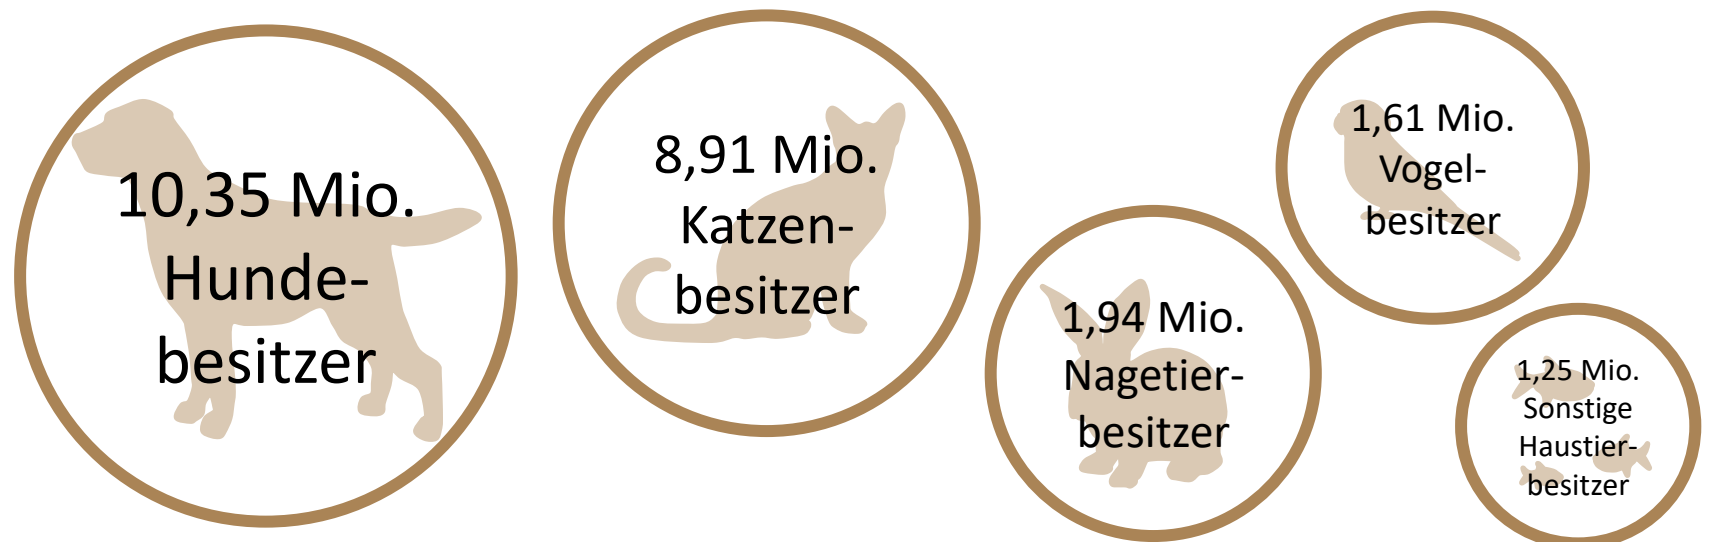 10,35 Mio.
Hunde-
besitzer
8,91 Mio.
Katzen-
besitzer
1,94 Mio.
Nagetier-
besitzer
1,61 Mio.
Vogel-
besitzer
1,25 Mio.
Sonstige
Haustier-
besitzer